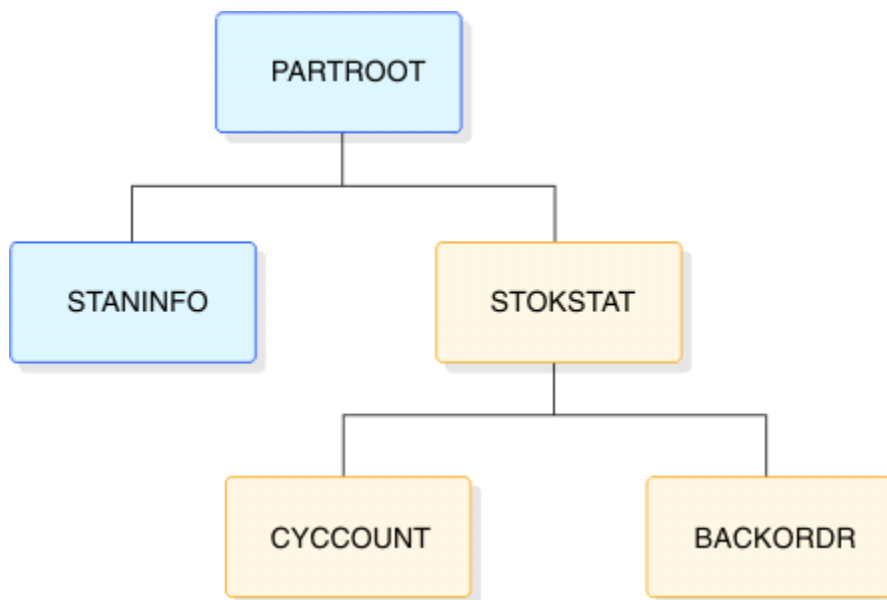 PARTROOT
STANINFO
STOKSTAT
CYCCOUNT
BACKORDR